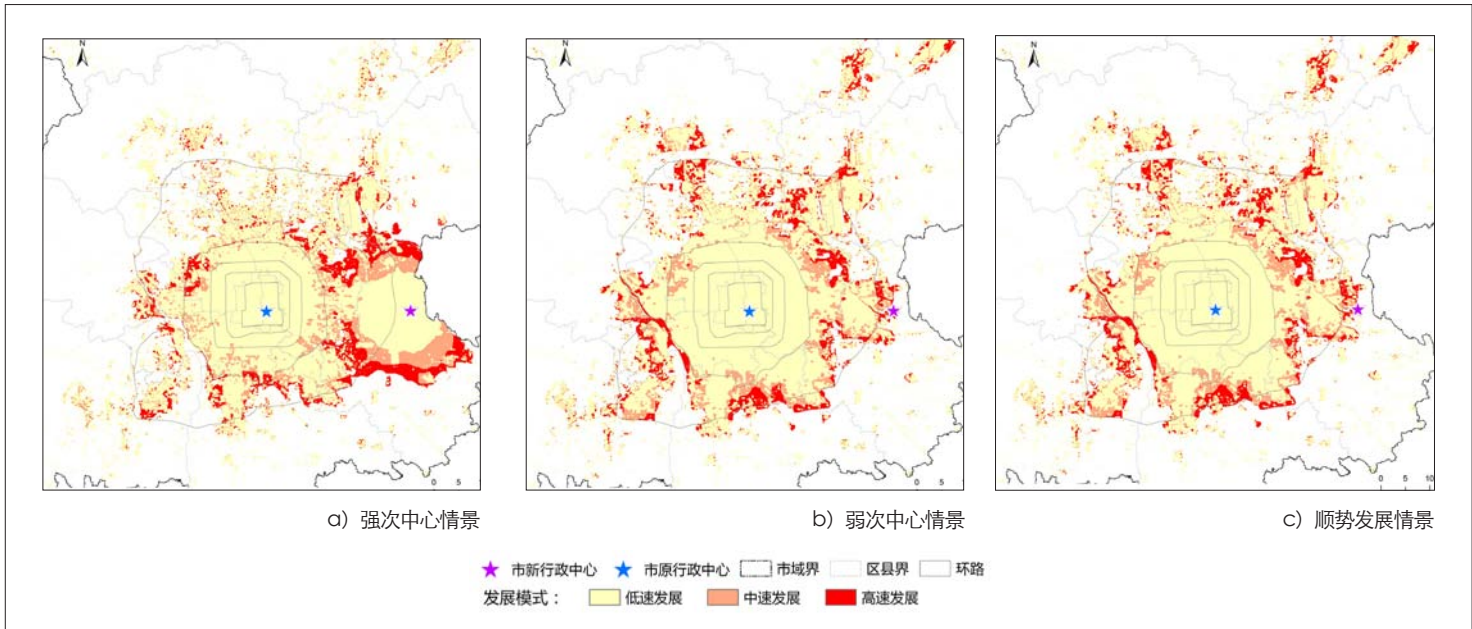 N
N
N
0 5
0 5
0 5 10
a) 强次中心情景
b) 弱次中心情景
c) 顺势发展情景
市新行政中心 市原行政中心 市域界 区县界 环路
发展模式： 低速发展 中速发展 高速发展